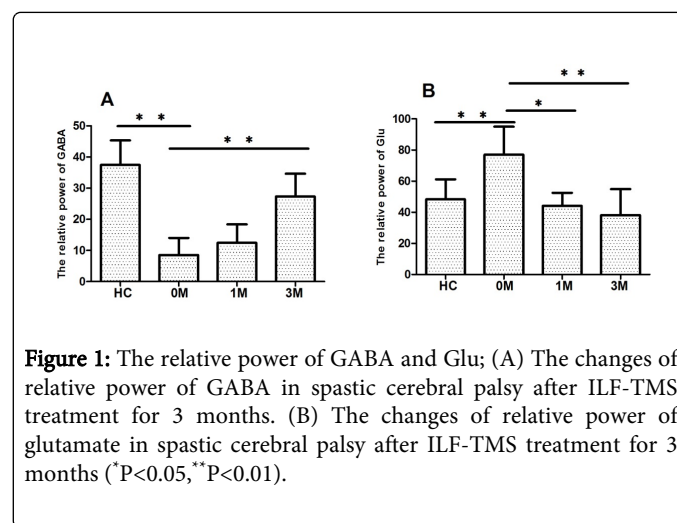 A
* *
* *
The relative power of GABA
50
40
30
20
10
0
HC 0M 1M 3M
B
* *
* *
*
The relative power of Glu
100
80
60
40
20
0
HC 0M 1M 3M
Figure 1: The relative power of GABA and Glu; (A) The changes of
relative power of GABA in spastic cerebral palsy after ILF-TMS
treatment for 3 months. (B) The changes of relative power of
glutamate in spastic cerebral palsy after ILF-TMS treatment for 3
months (*P<0.05,**P<0.01).